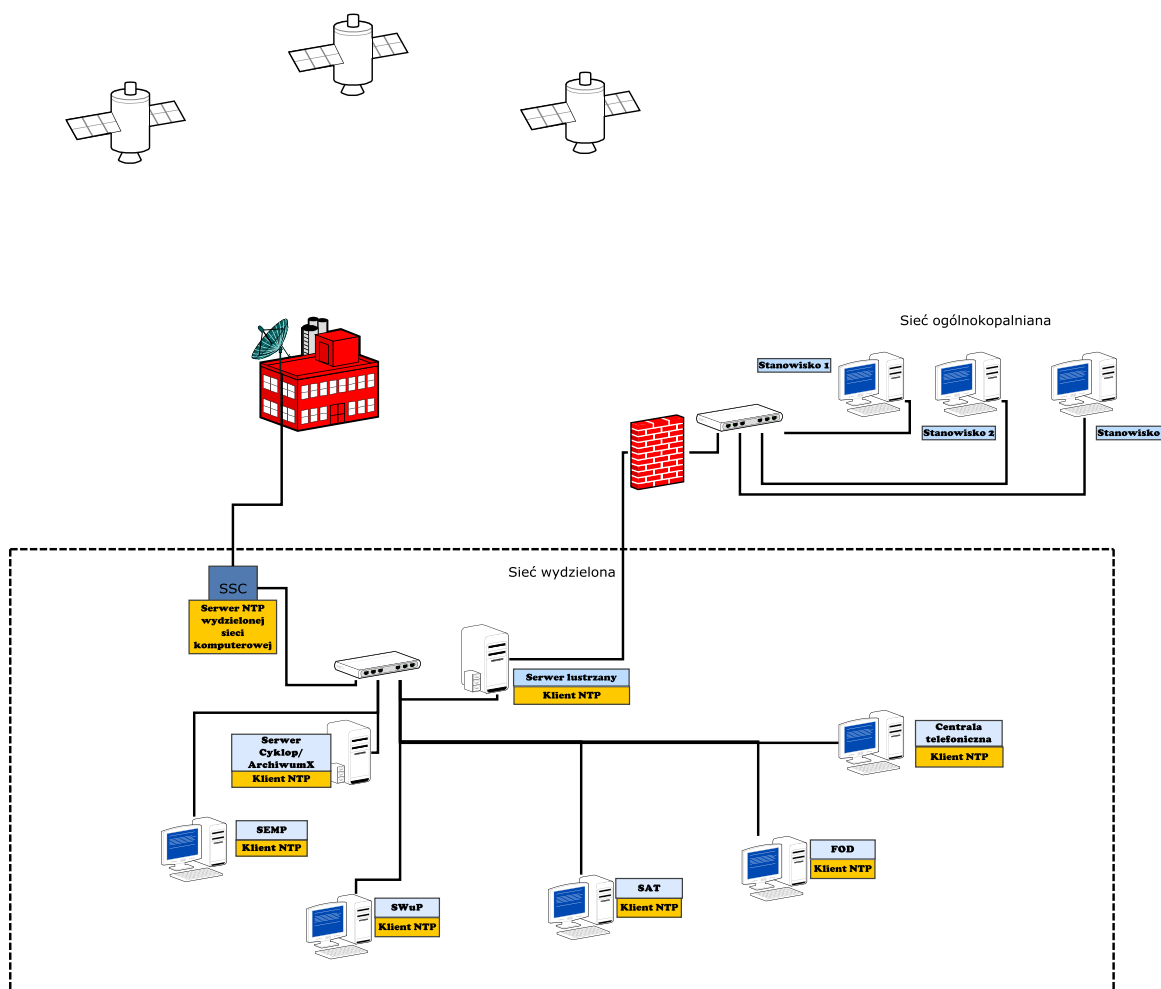 Sieć ogólnokopalniana
Stanowisko 1
Stanowisko 2
Stanowisko
Sieć wydzielona
SSC
Serwer NTP
wydzielonej
sieci
komputerowej
Serwer lustrzany
Klient NTP
Serwer
Cyklop/
ArchiwumX
Klient NTP
Centrala
telefoniczna
Klient NTP
SEMP
Klient NTP
FOD
Klient NTP
SAT
Klient NTP
SWuP
Klient NTP